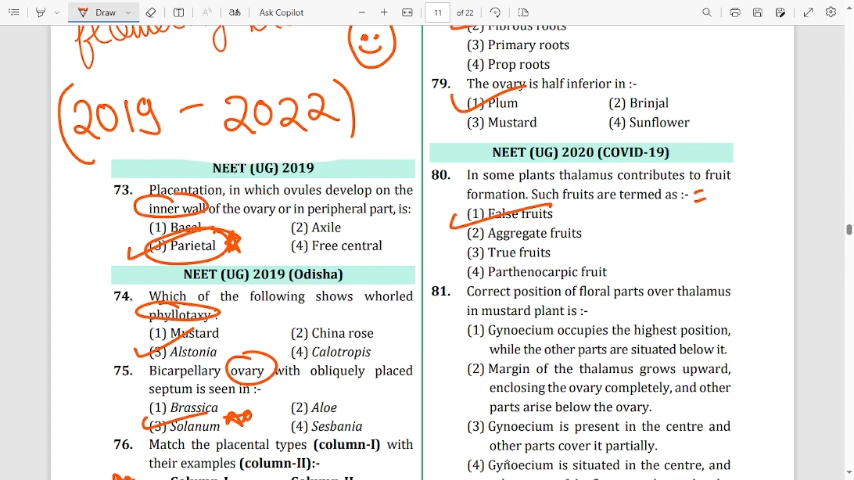 Draw
Ask Copilot
11 of 22
flowering
(2019 - 2022)
NEET (UG) 2019
73. Placentation, in which ovules develop on the
inner wall of the ovary or in peripheral part, is:
(1) Basal (2) Axile
(3) Parietal (4) Free central
NEET (UG) 2019 (Odisha)
74. Which of the following shows whorled
phyllotaxy?
(1) Mustard (2) China rose
(3) Alstonia (4) Calotropis
75. Bicarpellary ovary with obliquely placed
septum is seen in :-
(1) Brassica (2) Aloe
(3) Solanum (4) Sesbania
76. Match the placental types (column-I) with
their examples (column-II):-
Column-I Column-II
(2) Fibrous roots
(3) Primary roots
(4) Prop roots
79. The ovary is half inferior in :-
(1) Plum (2) Brinjal
(3) Mustard (4) Sunflower
NEET (UG) 2020 (COVID-19)
80. In some plants thalamus contributes to fruit
formation. Such fruits are termed as :- =
(1) False fruits
(2) Aggregate fruits
(3) True fruits
(4) Parthenocarpic fruit
81. Correct position of floral parts over thalamus
in mustard plant is :-
(1) Gynoecium occupies the highest position,
while the other parts are situated below it.
(2) Margin of the thalamus grows upward,
enclosing the ovary completely, and other
parts arise below the ovary.
(3) Gynoecium is present in the centre and
other parts cover it partially.
(4) Gynoecium is situated in the centre, and